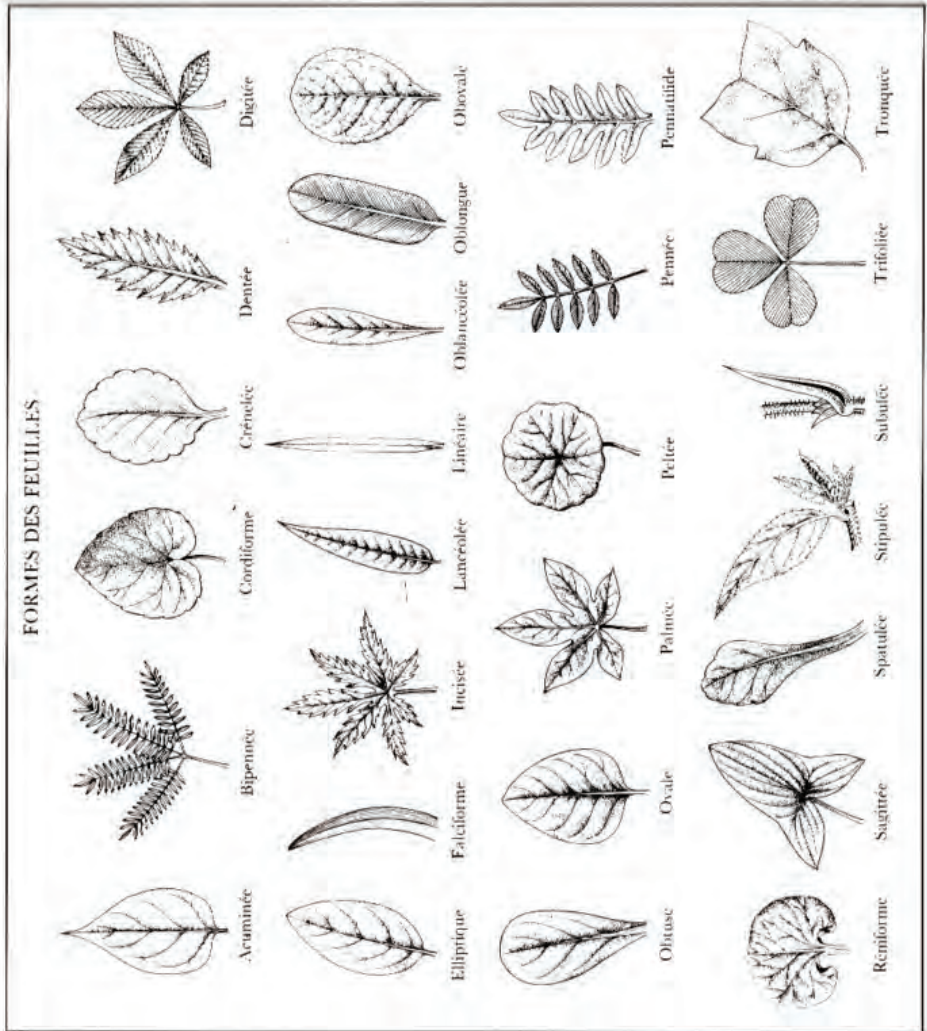 FORMES DES FEUILLES
Acuminée Bipennée Cordiforme Crénelée Dentée Digitée
Elliptique Falciforme Incisée Lancéolée Linéaire Oblancéolée Oblongue Obovale
Obtuse Ovale Palmée Peltée Pennée Pennatifide
Réniforme Sagittée Spatulée Stipulée Subulée Trifoliée Tronquée